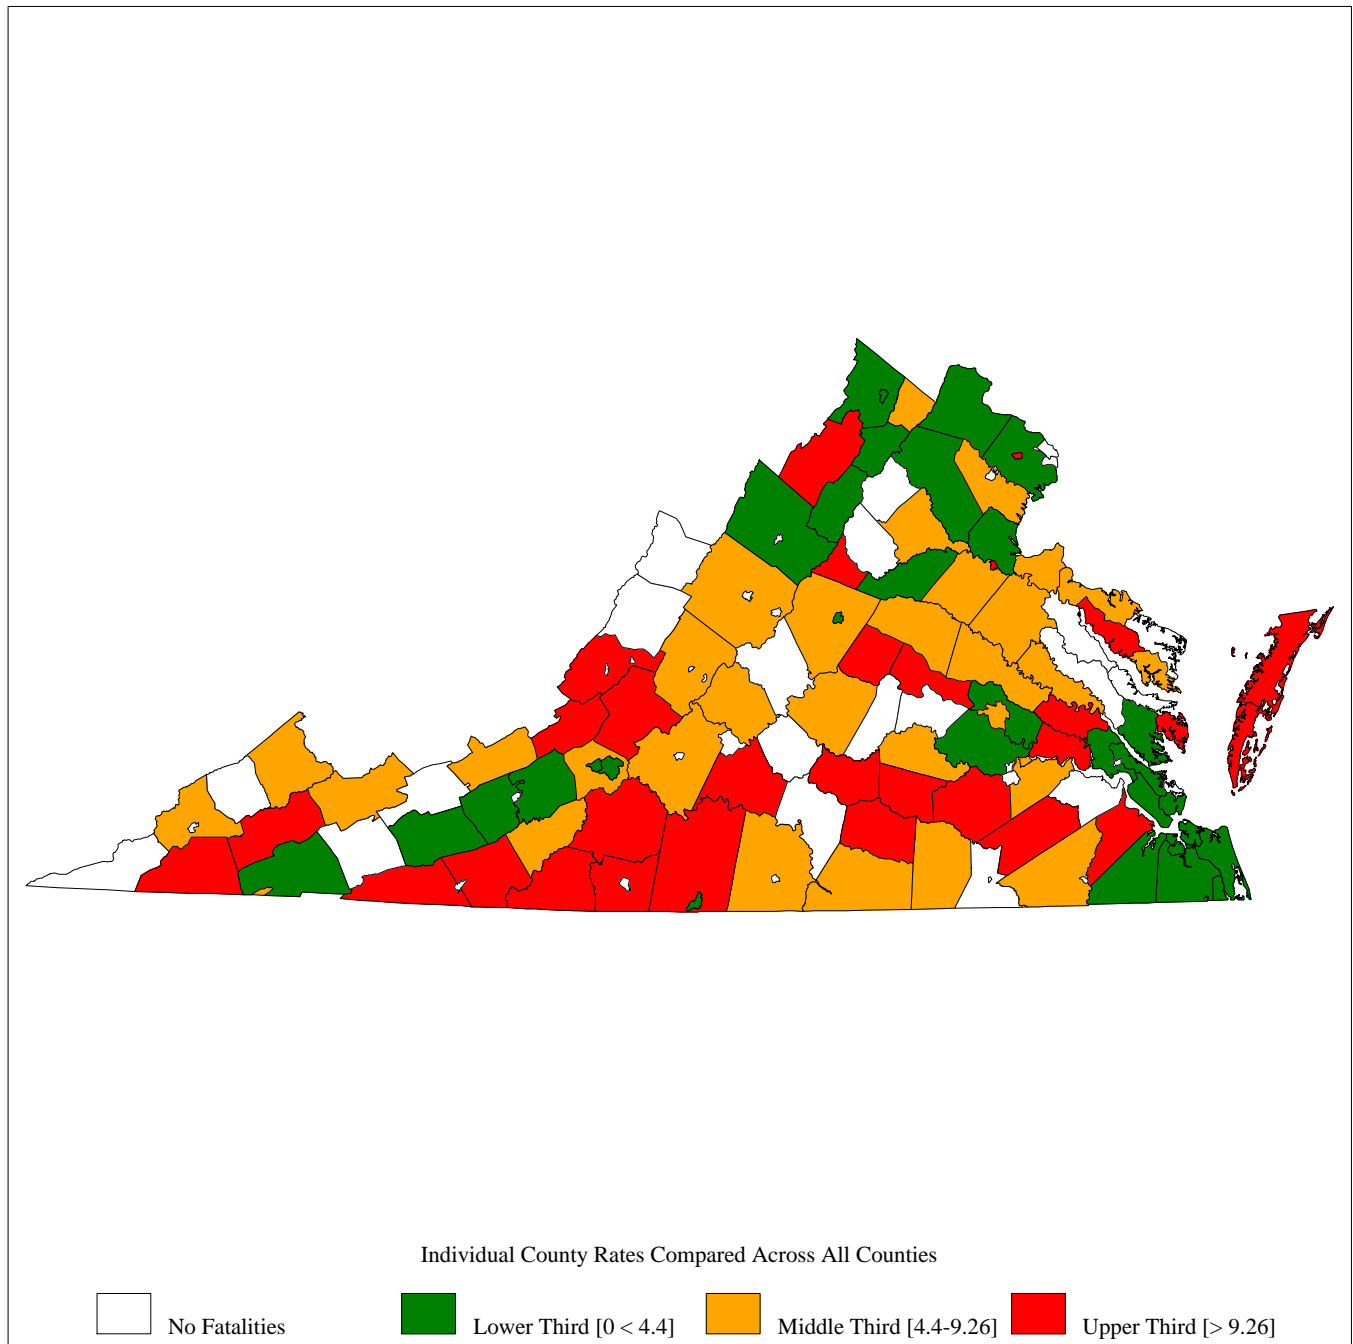 Individual County Rates Compared Across All Counties
No Fatalities
Lower Third [0 < 4.4]
Middle Third [4.4-9.26]
Upper Third [> 9.26]